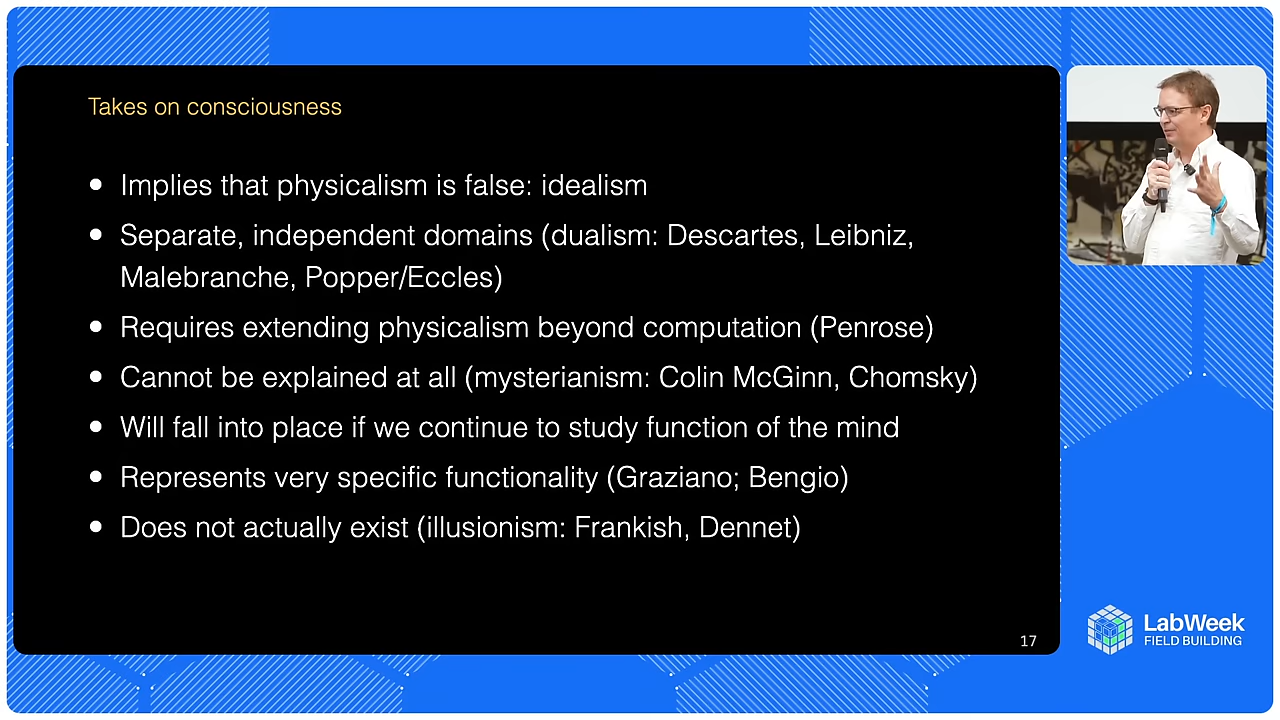 Takes on consciousness
• Implies that physicalism is false: idealism
• Separate, independent domains (dualism: Descartes, Leibniz,
Malebranche, Popper/Eccles)
• Requires extending physicalism beyond computation (Penrose)
• Cannot be explained at all (mysterianism: Colin McGinn, Chomsky)
• Will fall into place if we continue to study function of the mind
• Represents very specific functionality (Graziano; Bengio)
• Does not actually exist (illusionism: Frankish, Dennet)
17
LabWeek
FIELD BUILDING